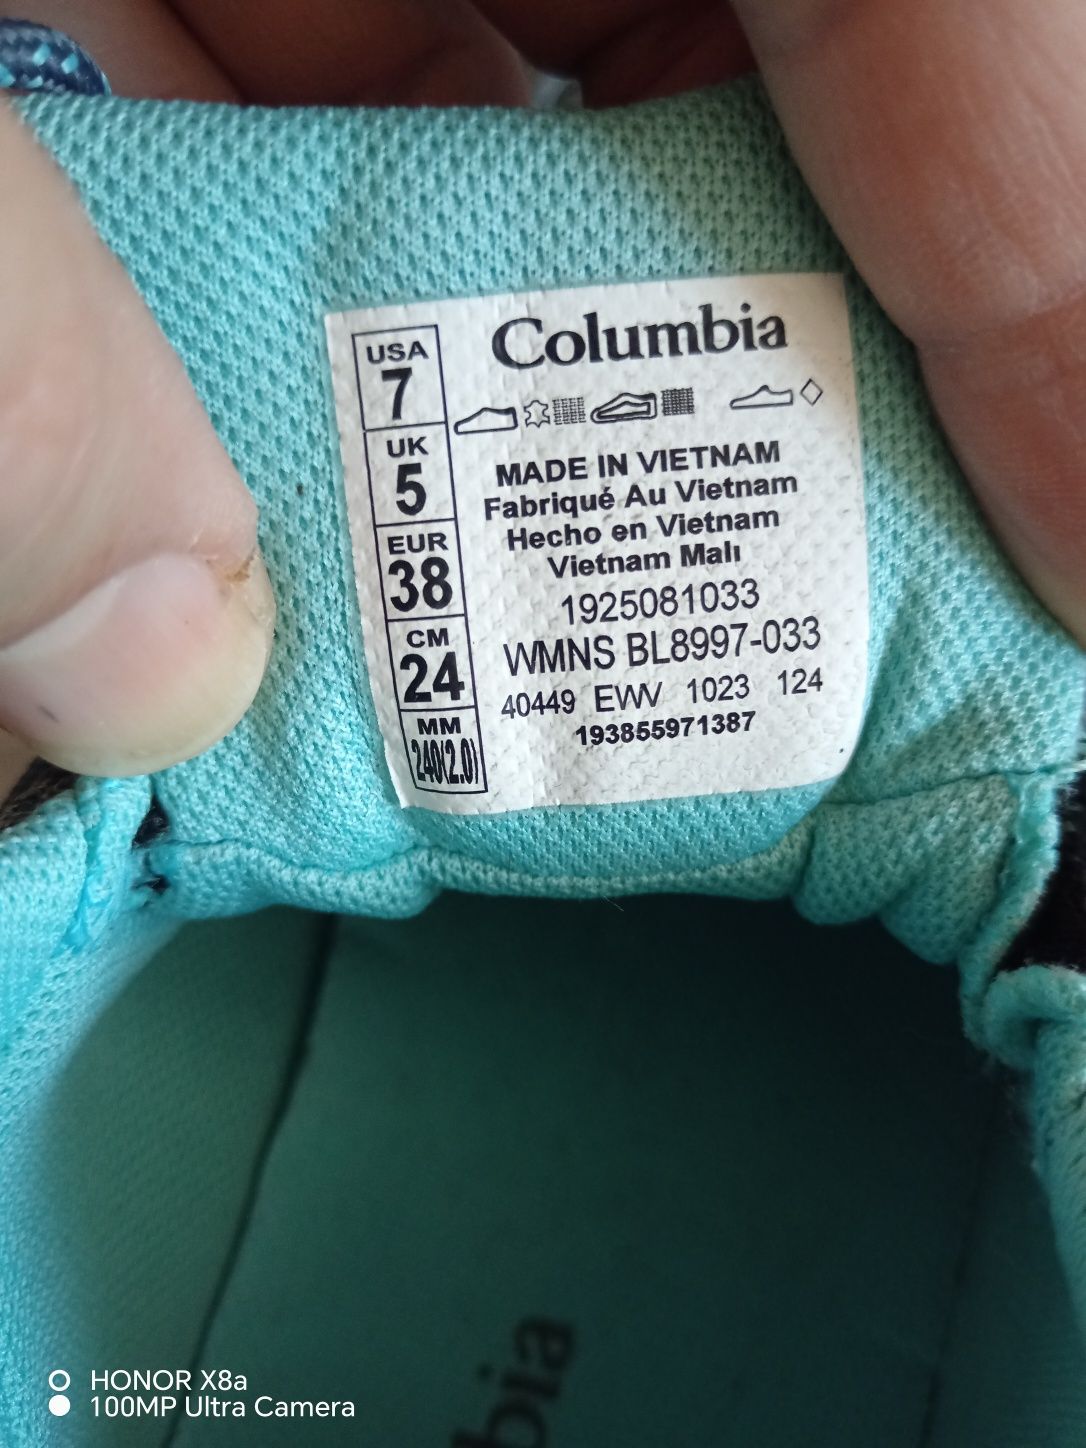 USA
7
UK
5
EUR
38
CM
24
MM
240(2.0)
Columbia
MADE IN VIETNAM
Fabriqué Au Vietnam
Hecho en Vietnam
Vietnam Malı
1925081033
WMNS BL8997-033
40449 EWV 1023 124
193855971387
bia
HONOR X8a
100MP Ultra Camera